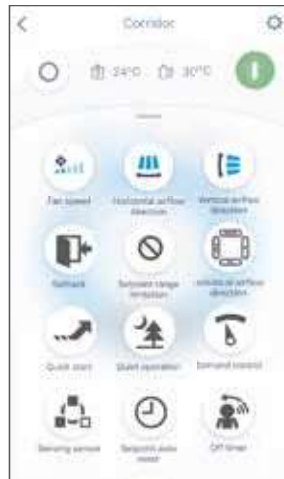 Corridor
24°C 30°C
Fan speed
Horizontal airflow
direction
Vertical airflow
direction
Setback
Setpoint range
limitation
Individual airflow
direction
Quick start
Quiet operation
Demand control
Sensing sensor
Setpoint auto
reset
Off timer